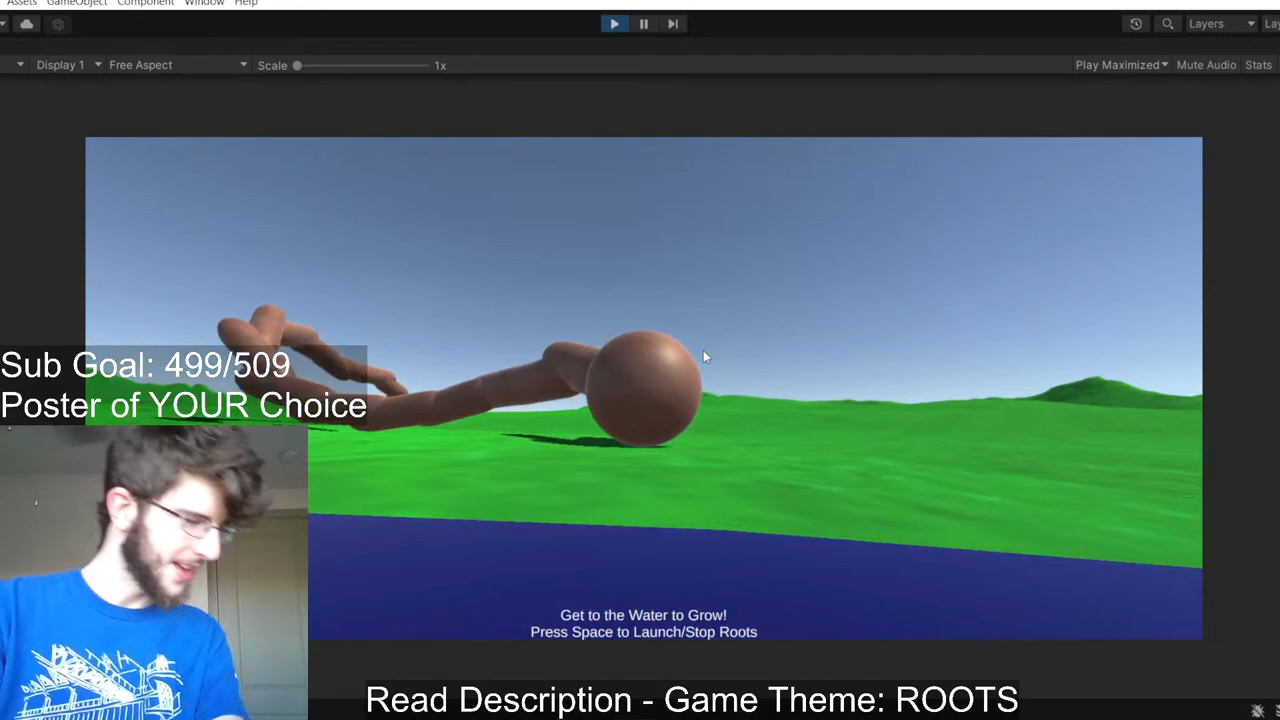 Assets GameObject Component Window Help
Layers Lay
Display 1 Free Aspect Scale 1x Play Maximized Mute Audio Stats
Sub Goal: 499/509
Poster of YOUR Choice
Get to the Water to Grow!
Press Space to Launch/Stop Roots
Read Description - Game Theme: ROOTS